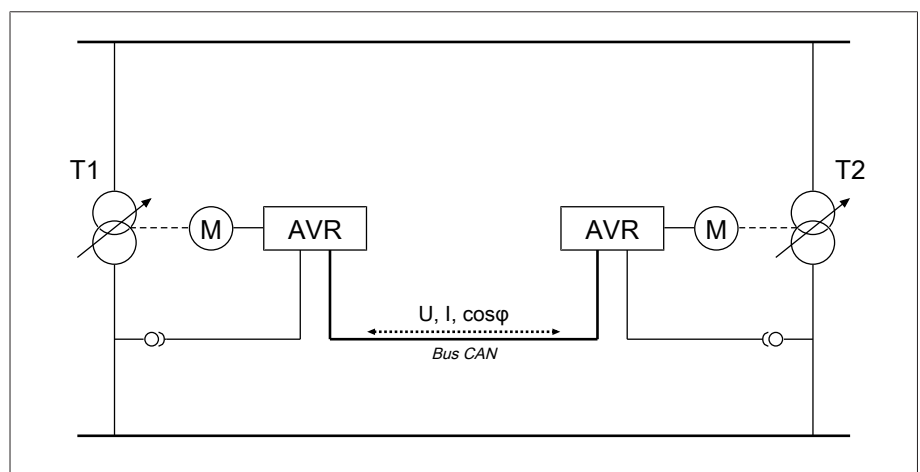 T1
T2
M
AVR
AVR
M
U, I, cosφ
Bus CAN